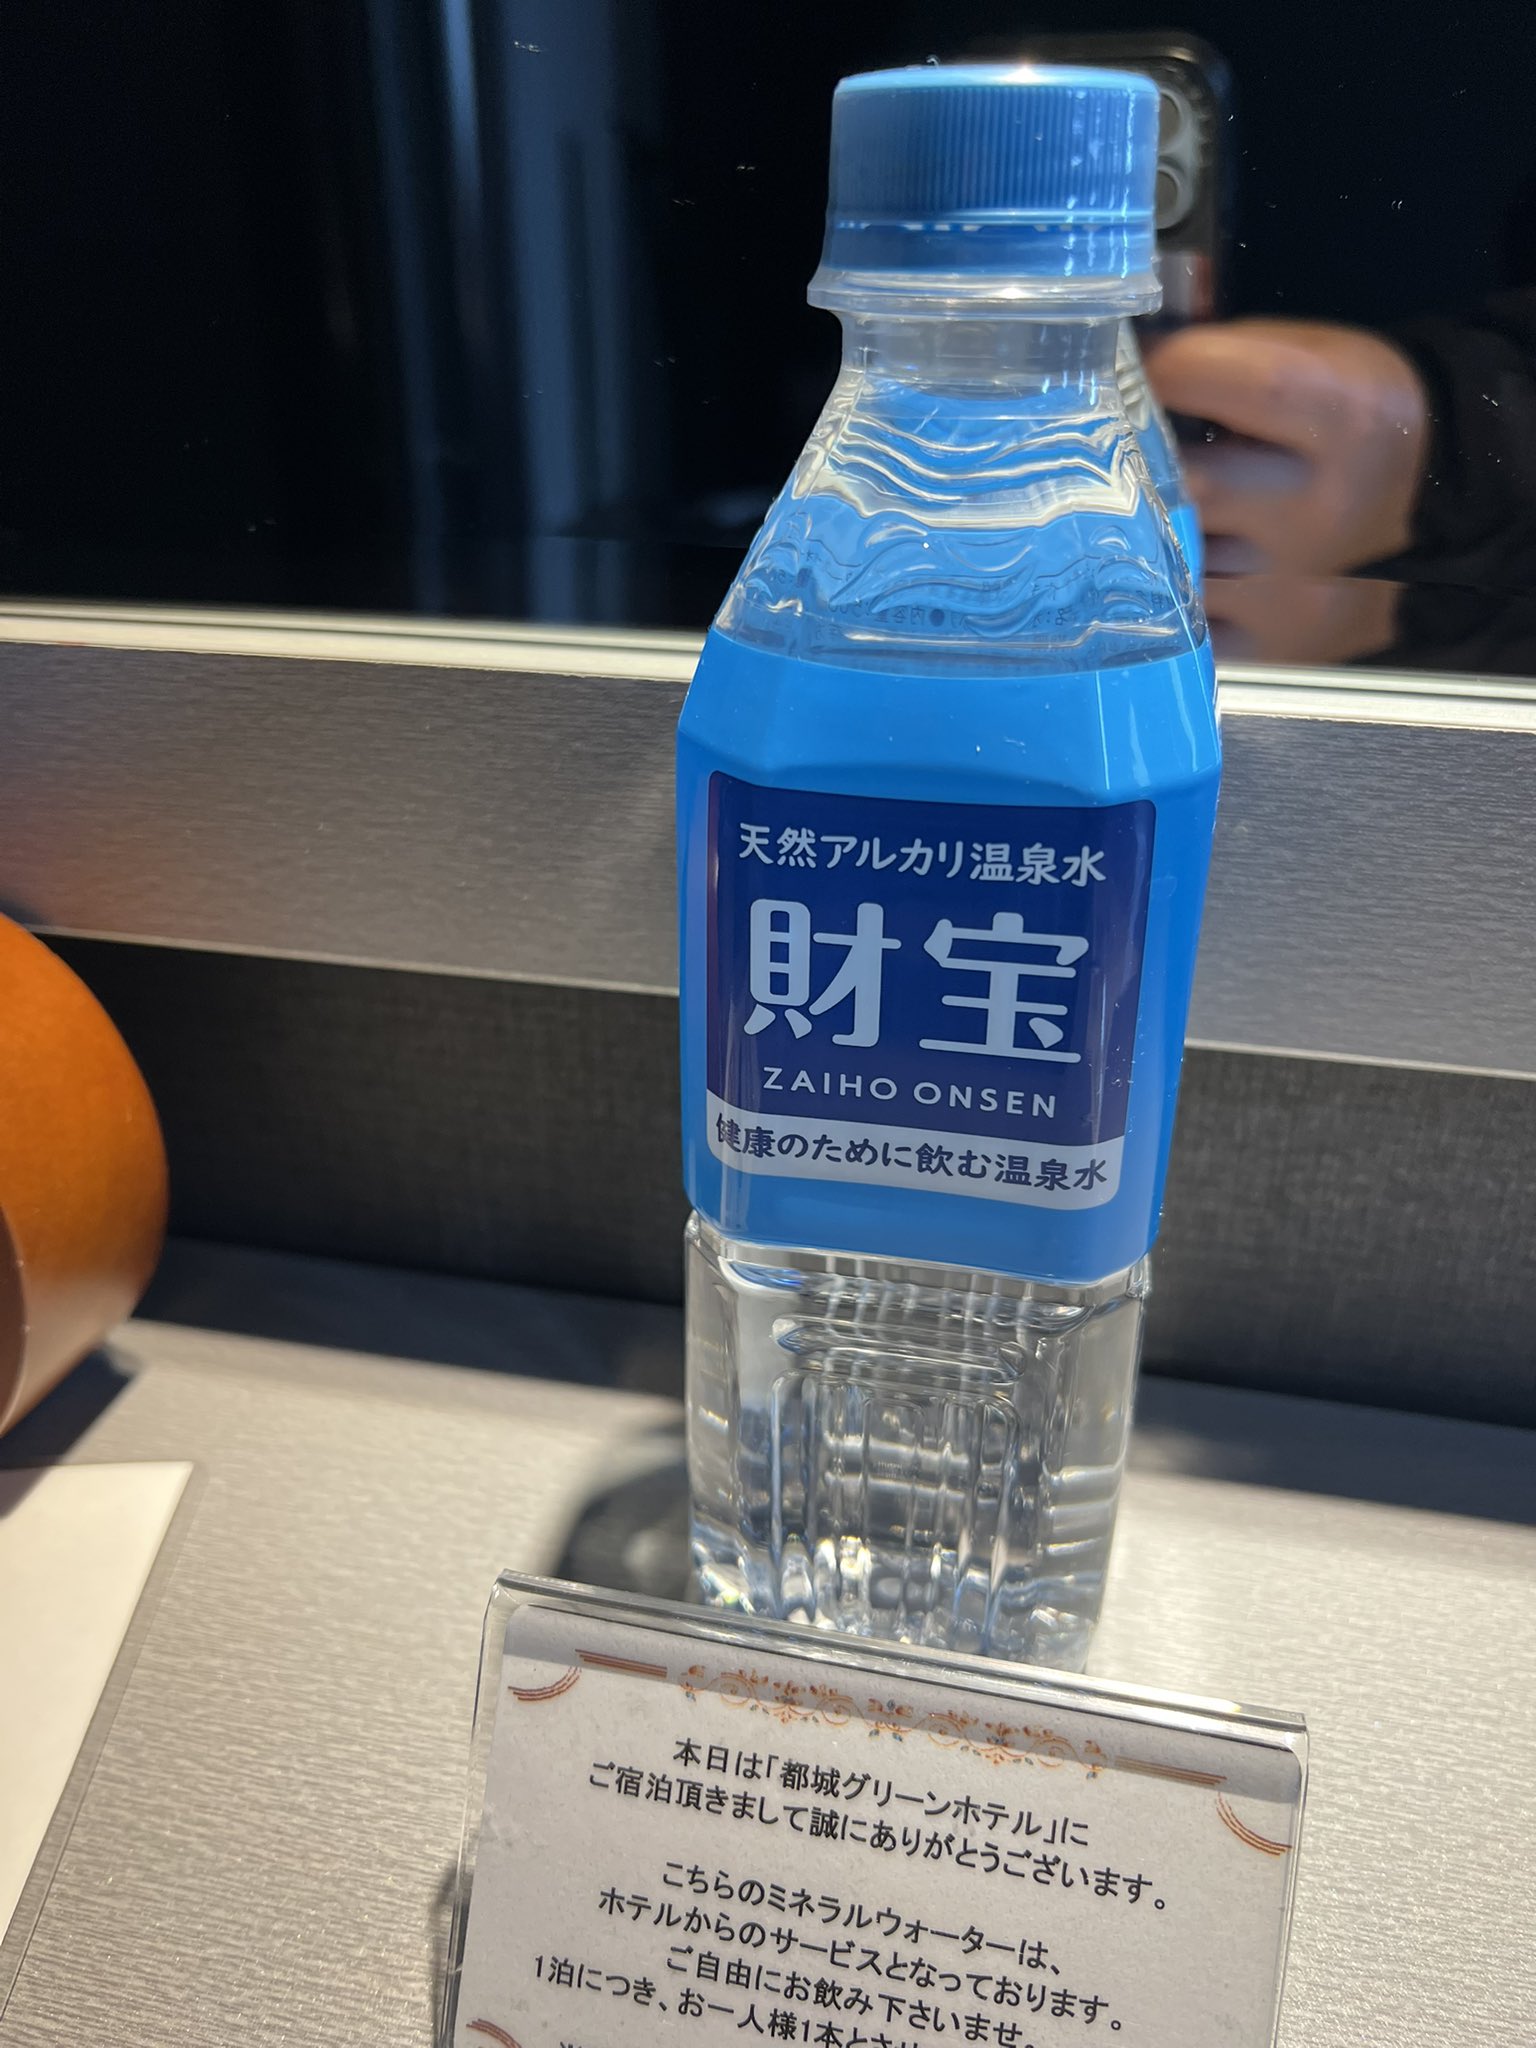 天然アルカリ温泉水
財宝
ZAIHO ONSEN
健康のために飲む温泉水
本日は「都城グリーンホテル」に
ご宿泊頂きまして誠にありがとうございます。
こちらのミネラルウォーターは、
ホテルからのサービスとなっております。
ご自由にお飲み下さいませ。
1泊につき、お一人様1本とさせ